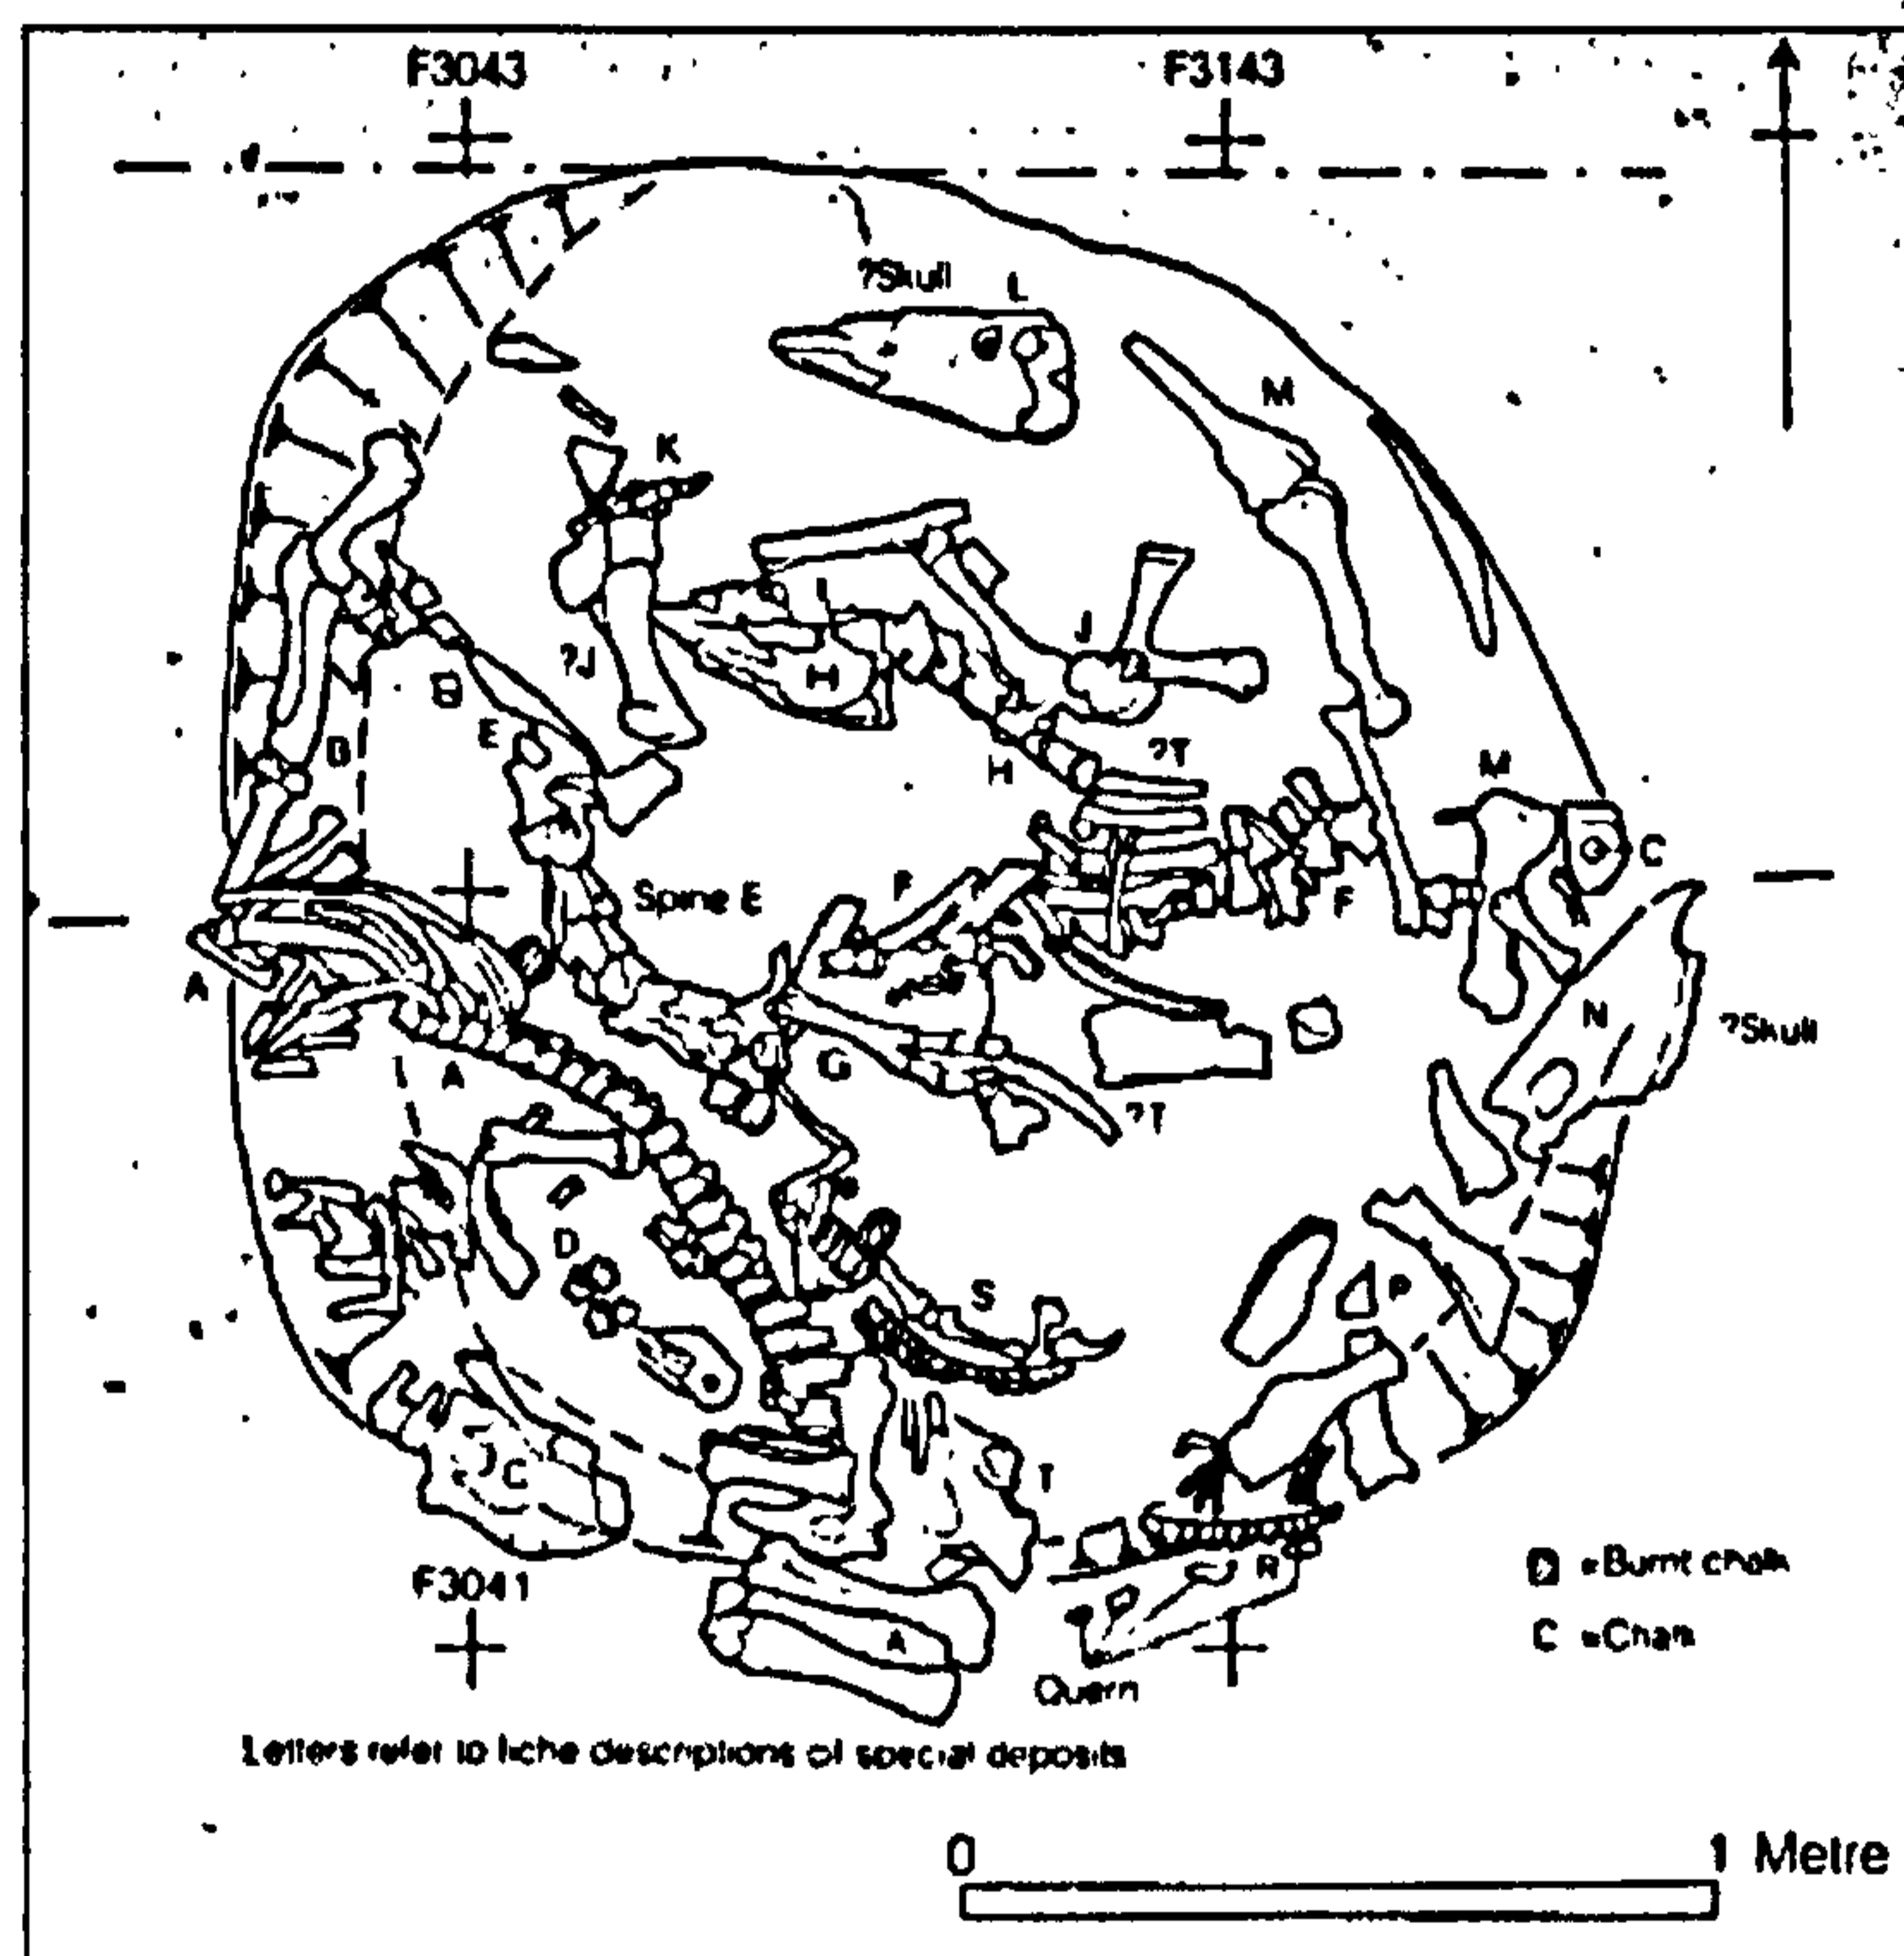 F3043
F3143
?Skull
L
M
K
I
?J
H
J
B
E
D
?T
H
M
C
Spine E
P
F
A
N
?Skull
G
A
?T
D
S
P
C
T
F3041
R
D = Burnt chalk
A
C = Chalk
Quern
Letters refer to fiche descriptions of special deposits
0
1 Metre